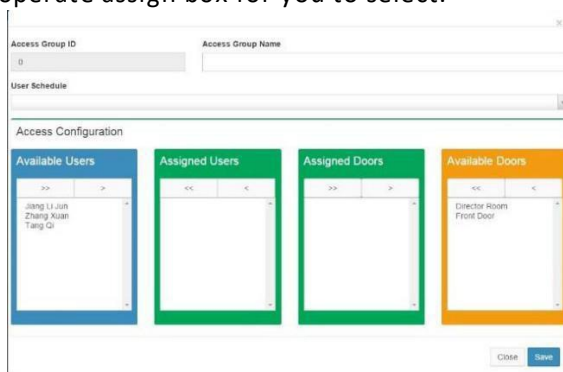 operate assign box for you to select.
×
Access Group ID Access Group Name
0
User Schedule
Access Configuration
Available Users Assigned Users Assigned Doors Available Doors
>> > << < >> > << <
Jiang Li Jun
Zhang Xuan
Tang Qi
Director Room
Front Door
Close Save